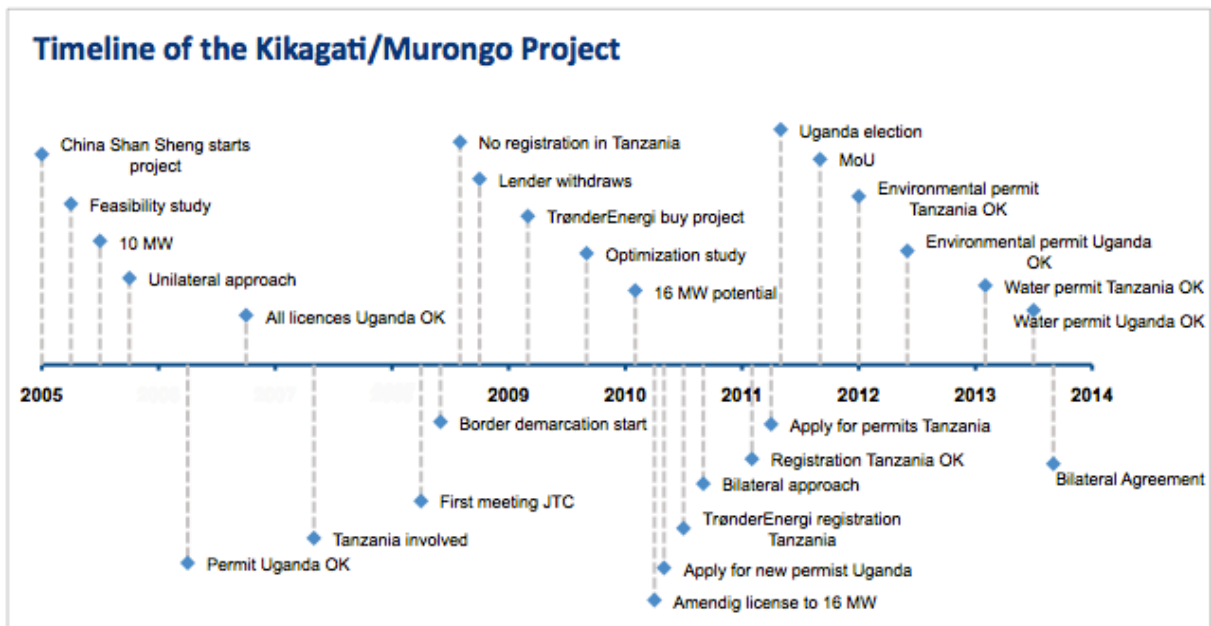 Timeline of the Kikagati/Murongo Project
China Shan Sheng starts
project
Feasibility study
10 MW
Unilateral approach
All licences Uganda OK
No registration in Tanzania
Lender withdraws
TrønderEnergi buy project
Optimization study
16 MW potential
Uganda election
MoU
Environmental permit
Tanzania OK
Environmental permit Uganda
OK
Water permit Tanzania OK
Water permit Uganda OK
2005 2006 2007 2008 2009 2010 2011 2012 2013 2014
Border demarcation start
First meeting JTC
Tanzania involved
Permit Uganda OK
Apply for permits Tanzania
Registration Tanzania OK
Bilateral approach
TrønderEnergi registration
Tanzania
Apply for new permist Uganda
Amendig license to 16 MW
Bilateral Agreement